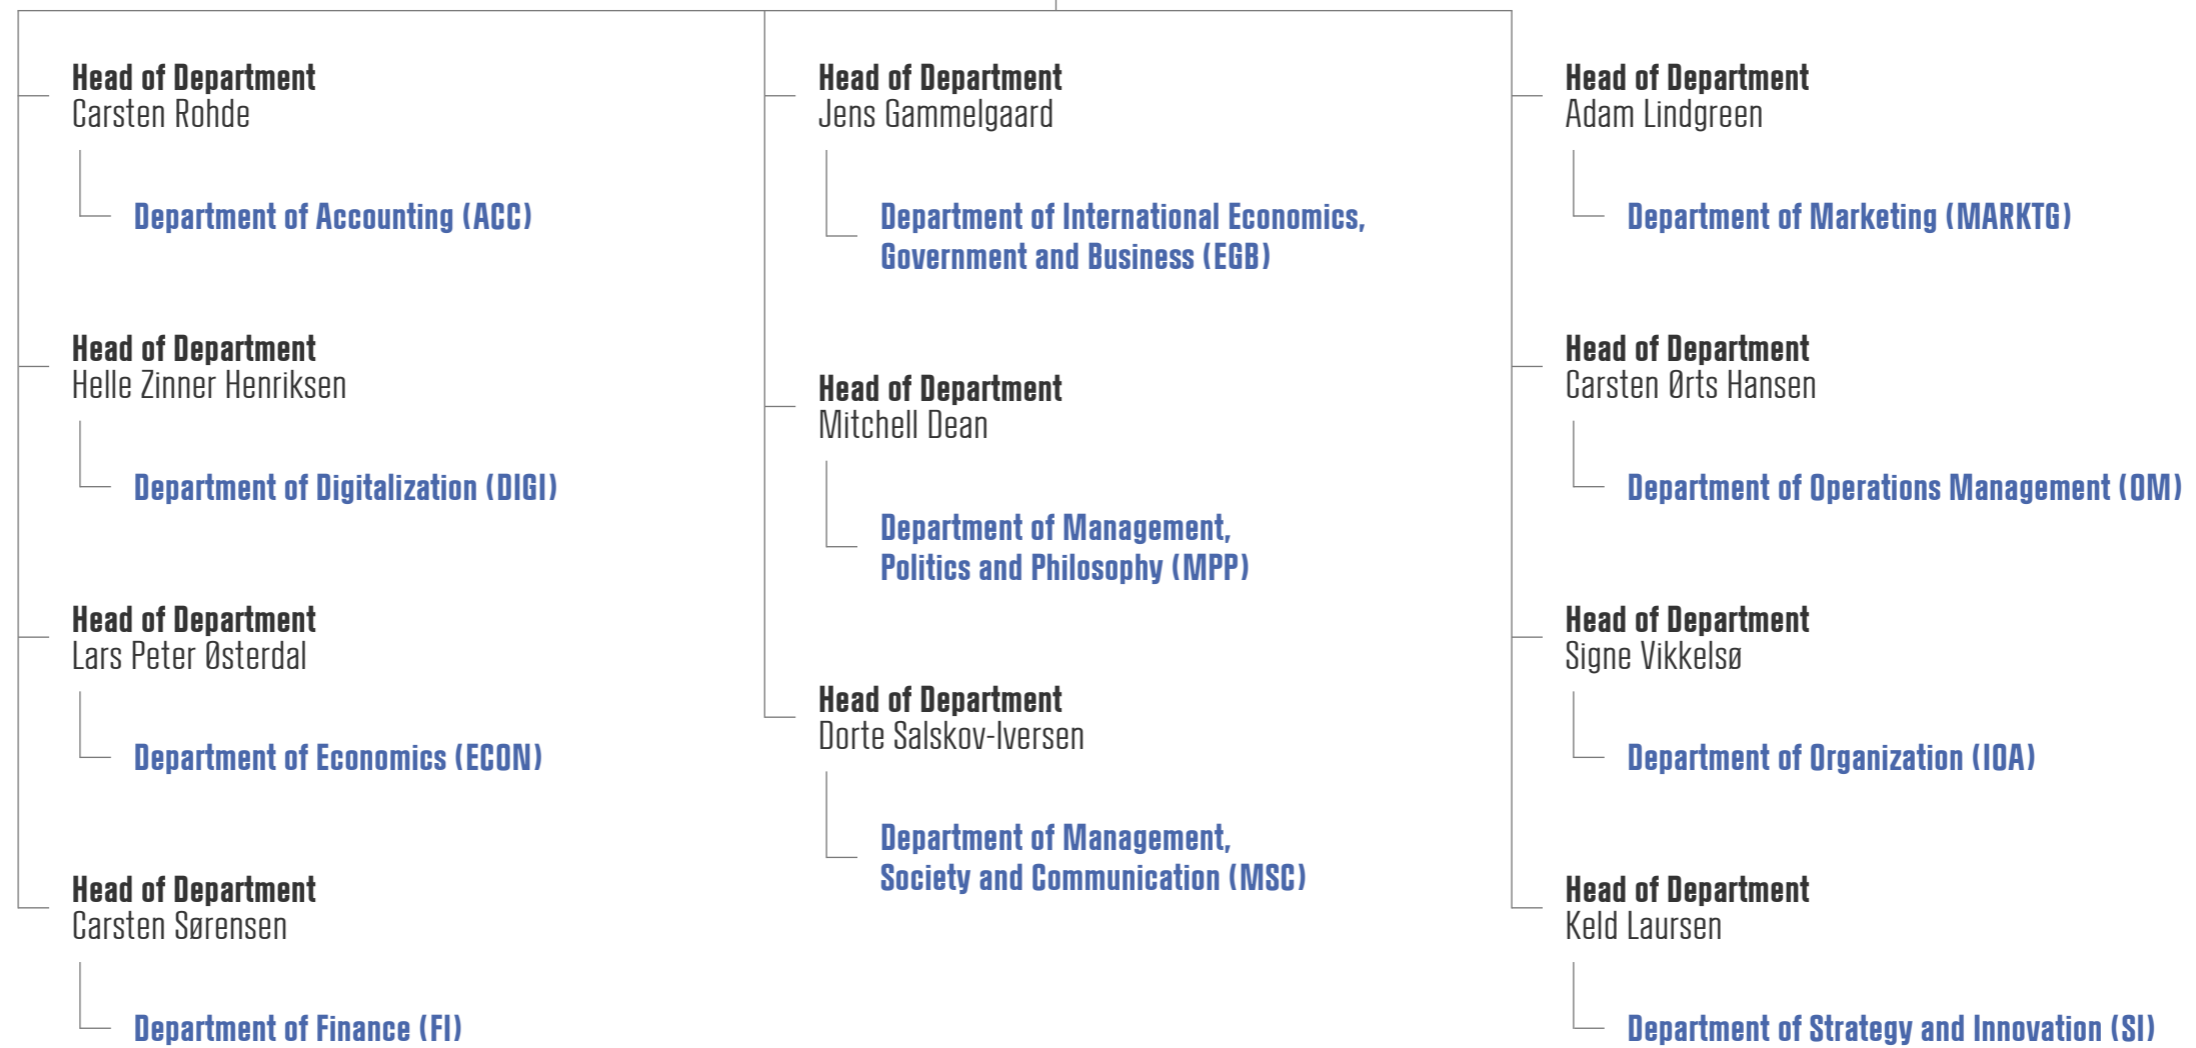 Head of Department
Carsten Rohde
Department of Accounting (ACC)
Head of Department
Helle Zinner Henriksen
Department of Digitalization (DIGI)
Head of Department
Lars Peter Østerdal
Department of Economics (ECON)
Head of Department
Carsten Sørensen
Department of Finance (FI)
Head of Department
Jens Gammelgaard
Department of International Economics,
Government and Business (EGB)
Head of Department
Mitchell Dean
Department of Management,
Politics and Philosophy (MPP)
Head of Department
Dorte Salskov-Iversen
Department of Management,
Society and Communication (MSC)
Head of Department
Adam Lindgreen
Department of Marketing (MARKTG)
Head of Department
Carsten Ørts Hansen
Department of Operations Management (OM)
Head of Department
Signe Vikkelsø
Department of Organization (IOA)
Head of Department
Keld Laursen
Department of Strategy and Innovation (SI)